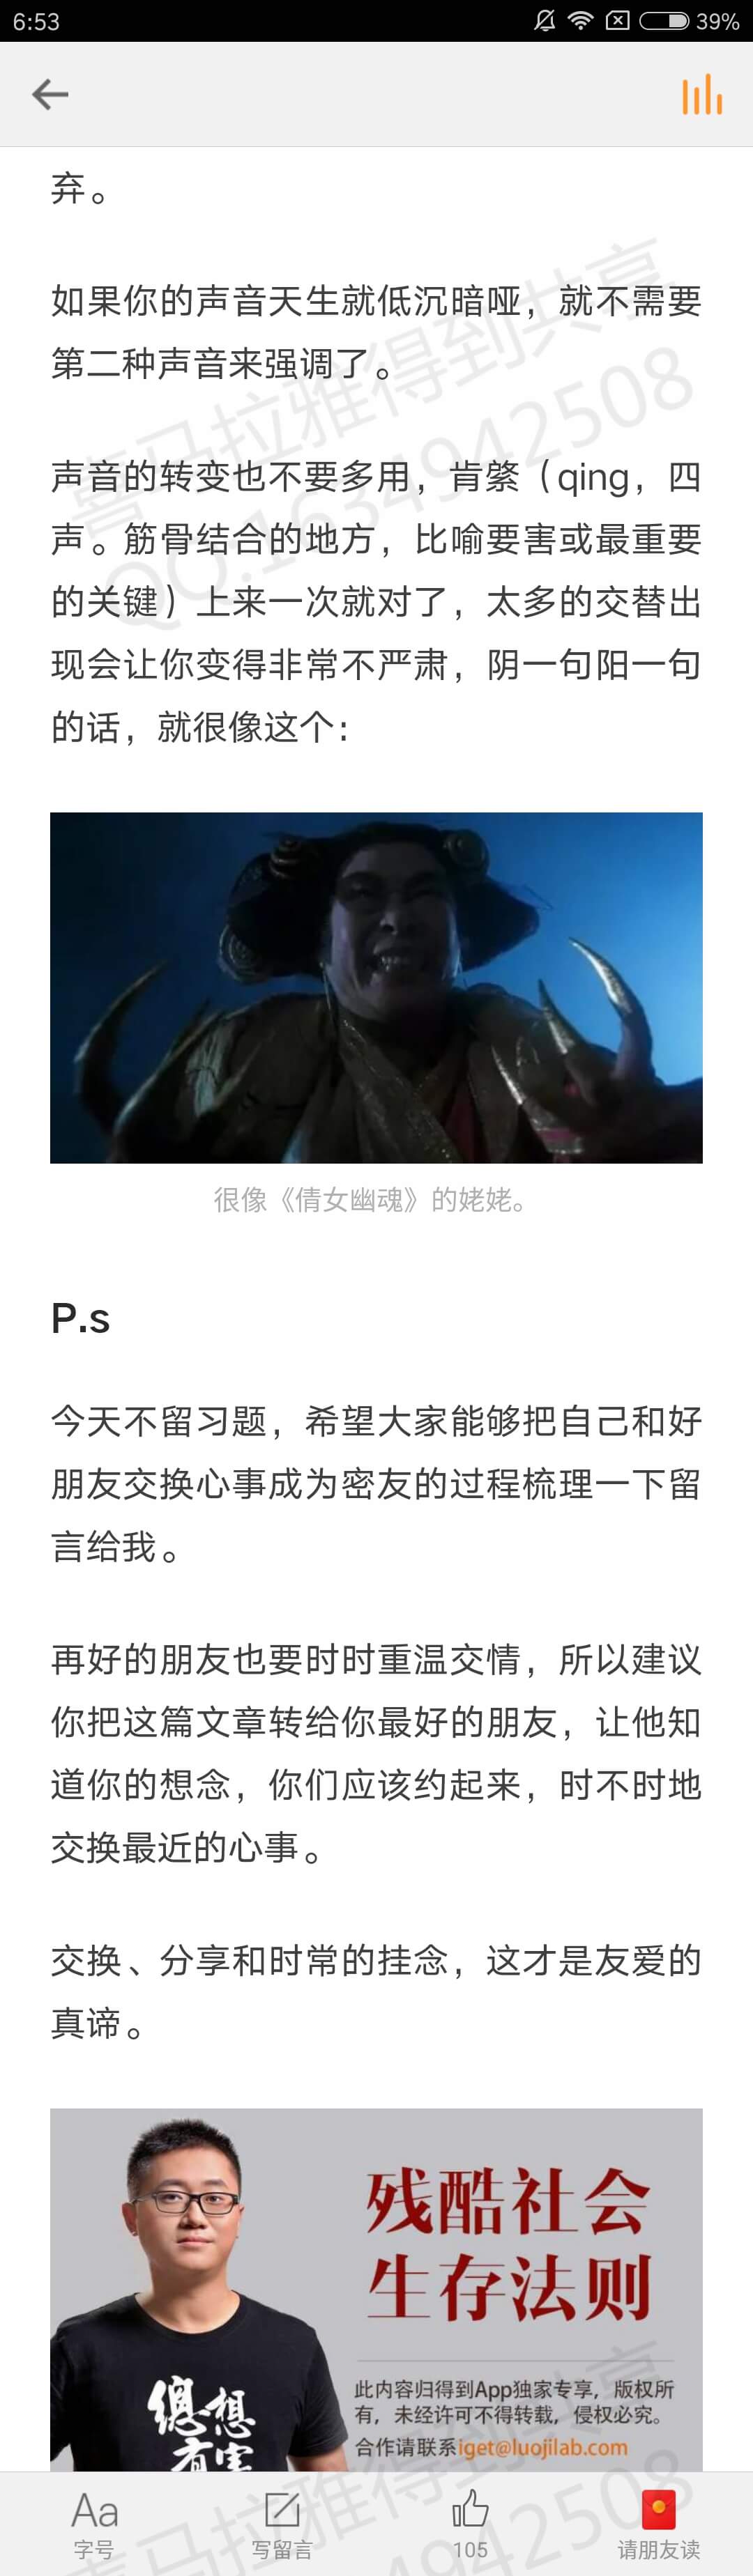 6:53
39%
弃。
如果你的声音天生就低沉暗哑，就不需要
第二种声音来强调了。
声音的转变也不要多用，肯綮（qing，四
声。筋骨结合的地方，比喻要害或最重要
的关键）上来一次就对了，太多的交替出
现会让你变得非常不严肃，阴一句阳一句
的话，就很像这个：
喜马拉雅得到共享
QQ:1634942508
很像《倩女幽魂》的姥姥。
P.s
今天不留习题，希望大家能够把自己和好
朋友交换心事成为密友的过程梳理一下留
言给我。
再好的朋友也要时时重温交情，所以建议
你把这篇文章转给你最好的朋友，让他知
道你的想念，你们应该约起来，时不时地
交换最近的心事。
交换、分享和时常的挂念，这才是友爱的
真谛。
残酷社会
生存法则
此内容归得到App独家专享，版权所
有，未经许可不得转载，侵权必究。
合作请联系iget@luojilab.com
總想
有害
喜马拉雅得到共享
4942508
Aa
字号
写留言
105
请朋友读